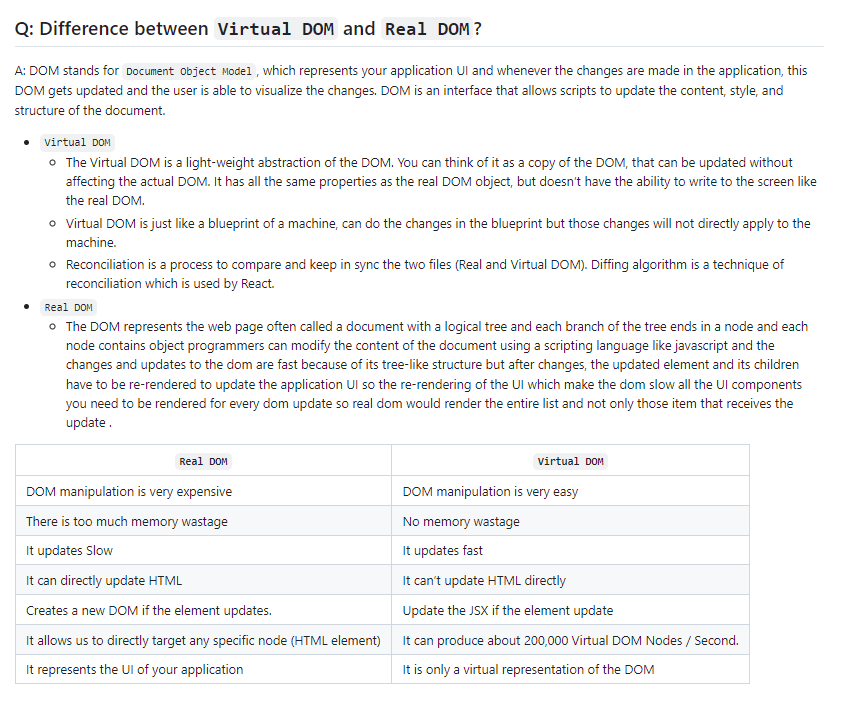 Q: Difference between Virtual DOM and Real DOM?
A: DOM stands for Document Object Model , which represents your application UI and whenever the changes are made in the application, this
DOM gets updated and the user is able to visualize the changes. DOM is an interface that allows scripts to update the content, style, and
structure of the document.
Virtual DOM
The Virtual DOM is a light-weight abstraction of the DOM. You can think of it as a copy of the DOM, that can be updated without
affecting the actual DOM. It has all the same properties as the real DOM object, but doesn't have the ability to write to the screen like
the real DOM.
Virtual DOM is just like a blueprint of a machine, can do the changes in the blueprint but those changes will not directly apply to the
machine.
Reconciliation is a process to compare and keep in sync the two files (Real and Virtual DOM). Diffing algorithm is a technique of
reconciliation which is used by React.
Real DOM
The DOM represents the web page often called a document with a logical tree and each branch of the tree ends in a node and each
node contains object programmers can modify the content of the document using a scripting language like javascript and the
changes and updates to the dom are fast because of its tree-like structure but after changes, the updated element and its children
have to be re-rendered to update the application UI so the re-rendering of the UI which make the dom slow all the UI components
you need to be rendered for every dom update so real dom would render the entire list and not only those item that receives the
update .
Real DOM Virtual DOM
DOM manipulation is very expensive DOM manipulation is very easy
There is too much memory wastage No memory wastage
It updates Slow It updates fast
It can directly update HTML It can't update HTML directly
Creates a new DOM if the element updates. Update the JSX if the element update
It allows us to directly target any specific node (HTML element) It can produce about 200,000 Virtual DOM Nodes / Second.
It represents the UI of your application It is only a virtual representation of the DOM